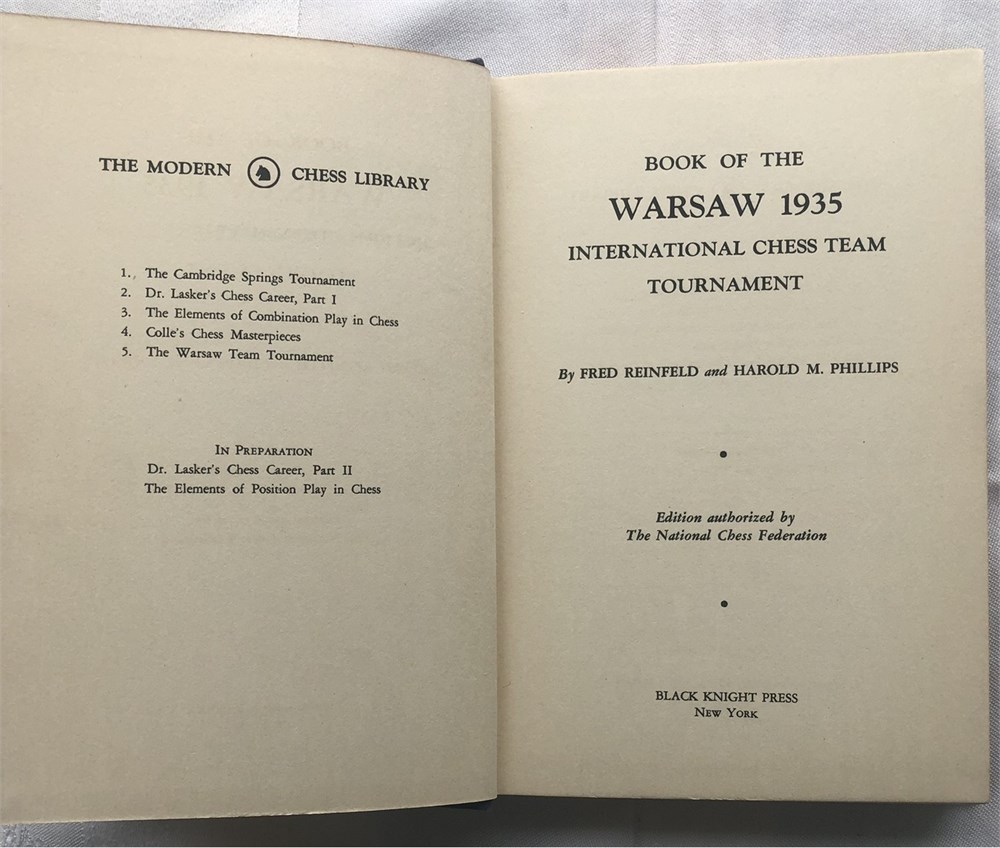 THE MODERN CHESS LIBRARY
1. The Cambridge Springs Tournament
2. Dr. Lasker's Chess Career, Part I
3. The Elements of Combination Play in Chess
4. Colle's Chess Masterpieces
5. The Warsaw Team Tournament
IN PREPARATION
Dr. Lasker's Chess Career, Part II
The Elements of Position Play in Chess
BOOK OF THE
WARSAW 1935
INTERNATIONAL CHESS TEAM
TOURNAMENT
By FRED REINFELD and HAROLD M. PHILLIPS
Edition authorized by
The National Chess Federation
BLACK KNIGHT PRESS
NEW YORK